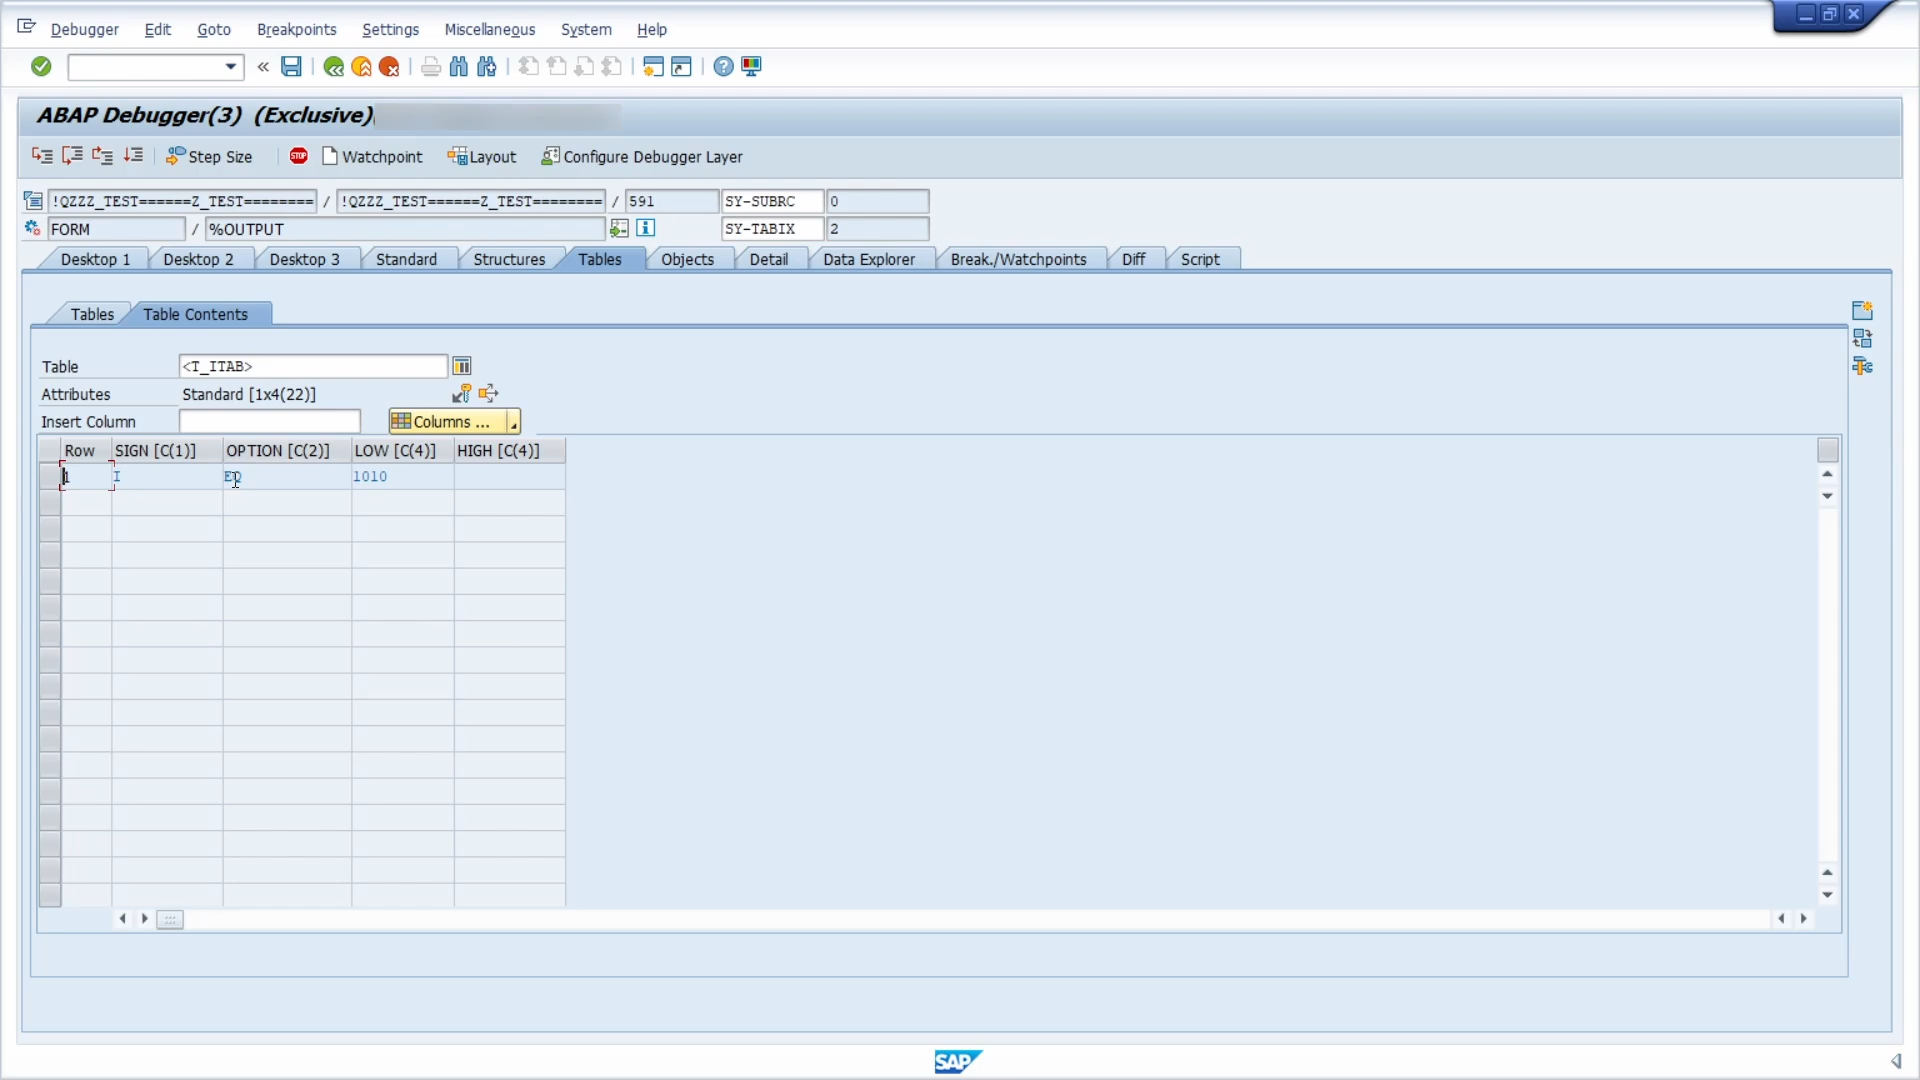 Debugger Edit Goto Breakpoints Settings Miscellaneous System Help
ABAP Debugger(3) (Exclusive)
Step Size STOP Watchpoint Layout Configure Debugger Layer
!QZZZ_TEST======Z_TEST======== / !QZZZ_TEST======Z_TEST======== / 591 SY-SUBRC 0
FORM / %OUTPUT SY-TABIX 2
Desktop 1 Desktop 2 Desktop 3 Standard Structures Tables Objects Detail Data Explorer Break./Watchpoints Diff Script
Tables Table Contents
Table <T_ITAB>
Attributes Standard [1x4(22)]
Insert Column Columns ...
Row SIGN [C(1)] OPTION [C(2)] LOW [C(4)] HIGH [C(4)]
1 I EQ 1010
SAP